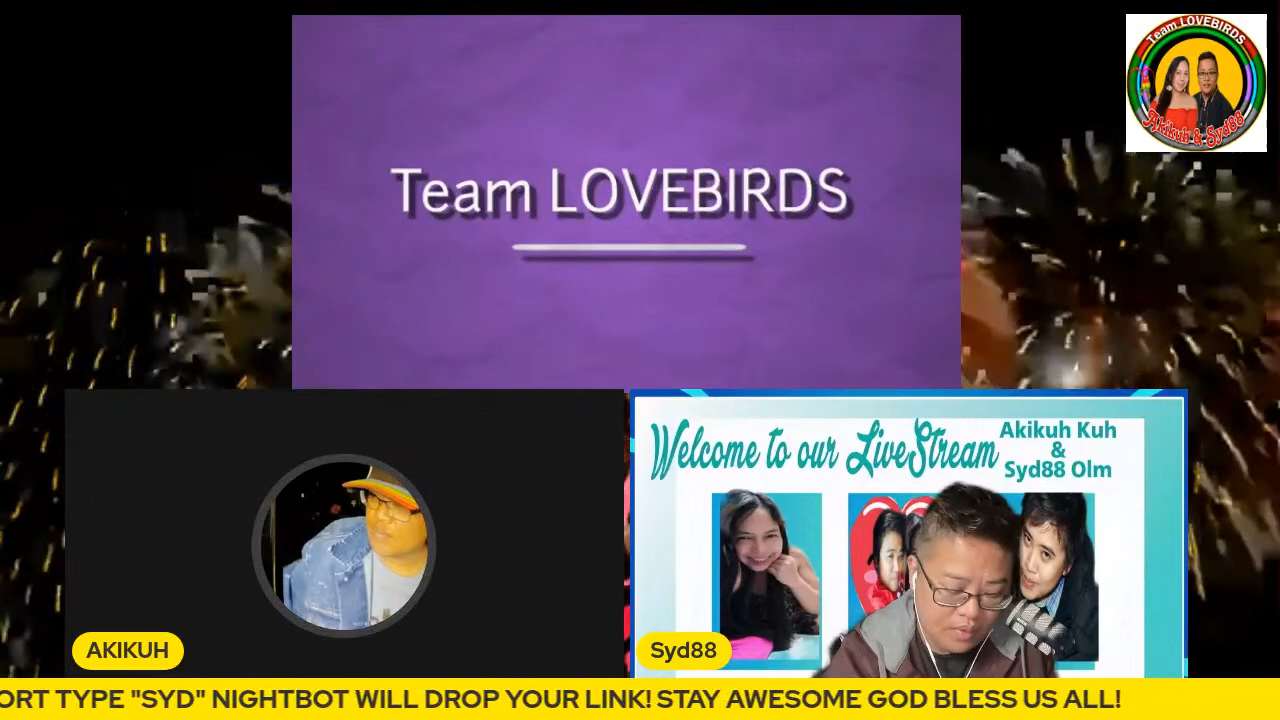 Team LOVEBIRDS
Akikuh & Syd88
Team LOVEBIRDS
Welcome to our LiveStream
Akikuh Kuh
&
Syd88 Olm
AKIKUH
Syd88
ORT TYPE "SYD" NIGHTBOT WILL DROP YOUR LINK! STAY AWESOME GOD BLESS US ALL!